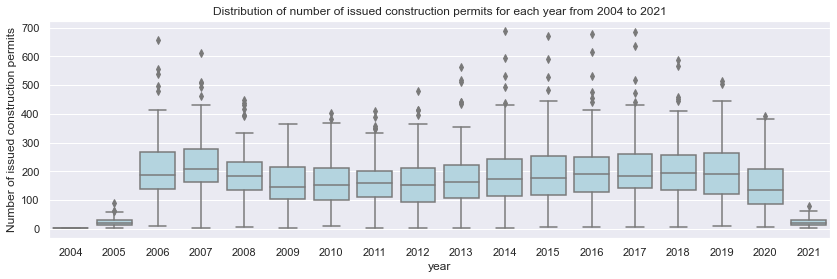 Distribution of number of issued construction permits for each year from 2004 to 2021
Number of issued construction permits
700
600
500
400
300
200
100
0
2004 2005 2006 2007 2008 2009 2010 2011 2012 2013 2014 2015 2016 2017 2018 2019 2020 2021
year